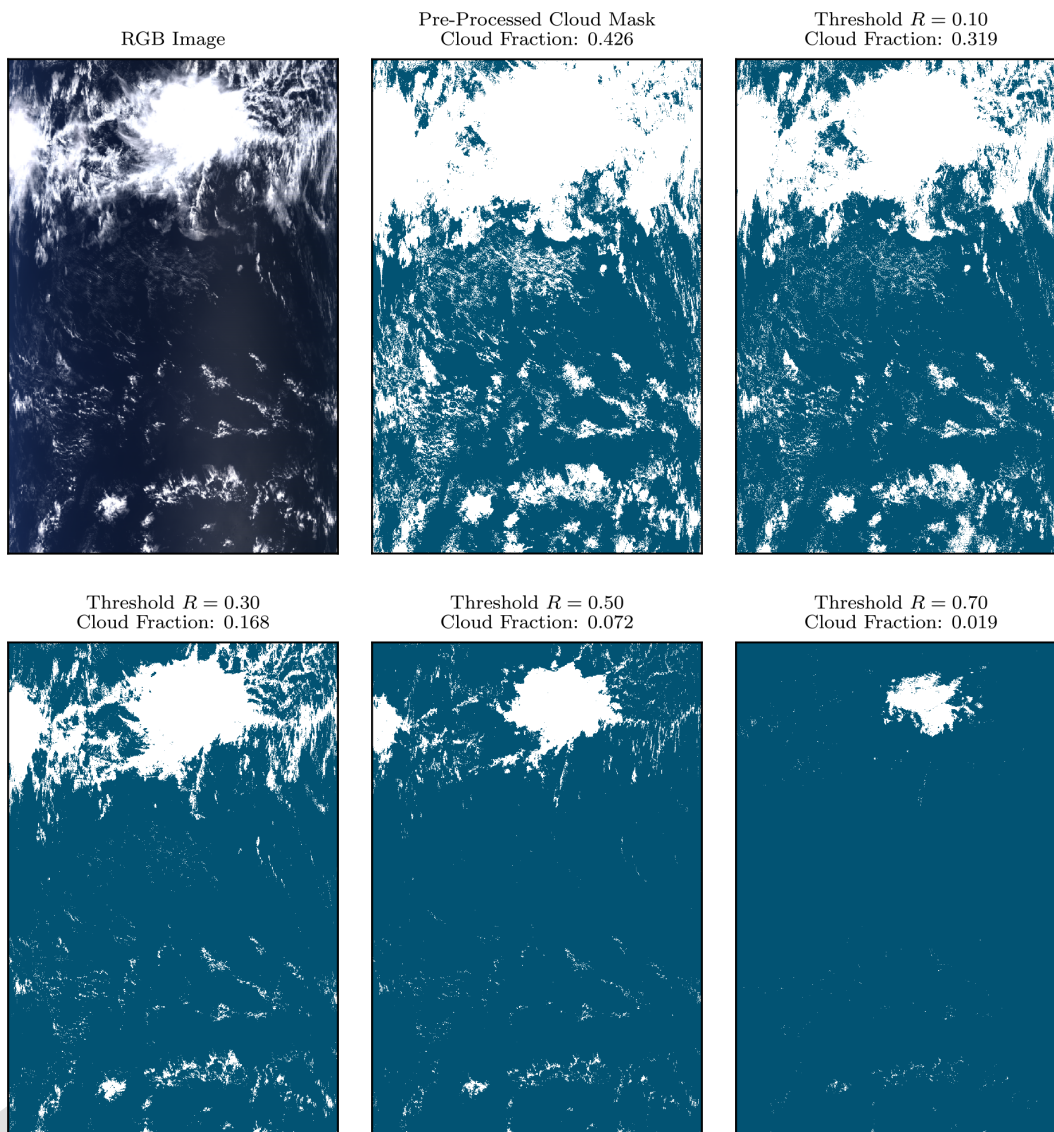 RGB Image
Pre-Processed Cloud Mask
Cloud Fraction: 0.426
Threshold R = 0.10
Cloud Fraction: 0.319
Threshold R = 0.30
Cloud Fraction: 0.168
Threshold R = 0.50
Cloud Fraction: 0.072
Threshold R = 0.70
Cloud Fraction: 0.019